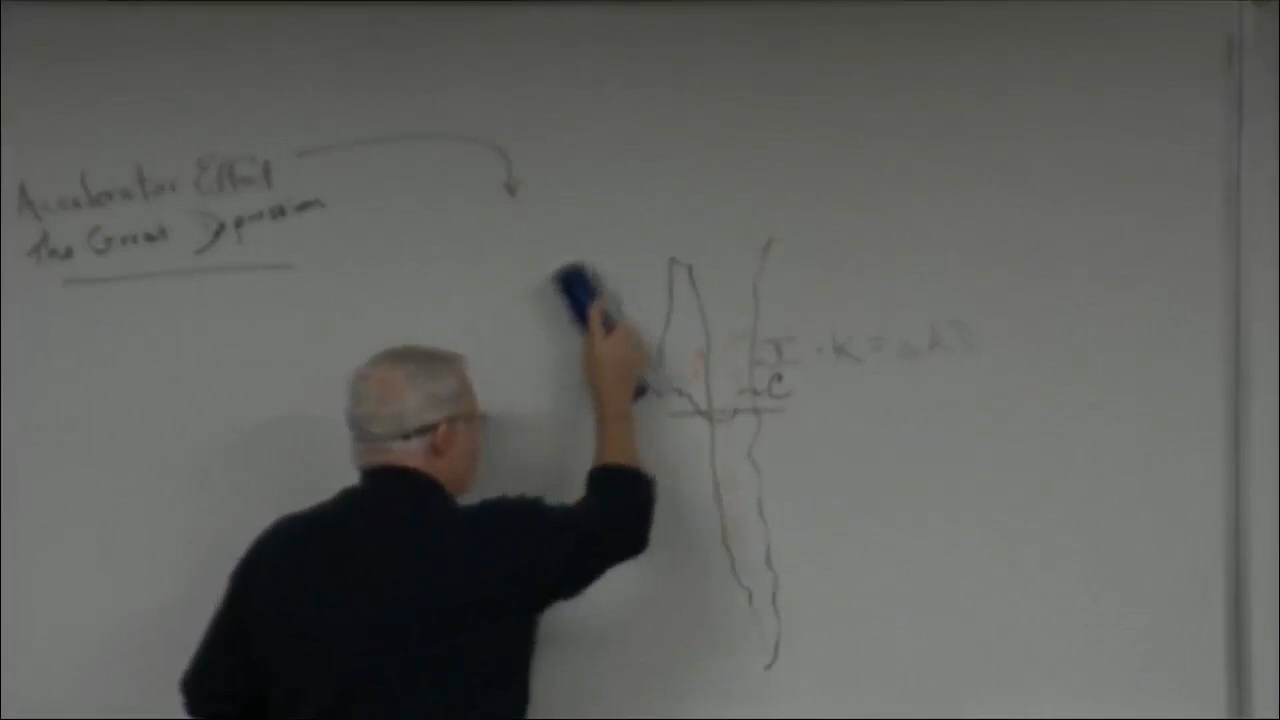 Accelerator Effect
The Great Depression
I · K =
C